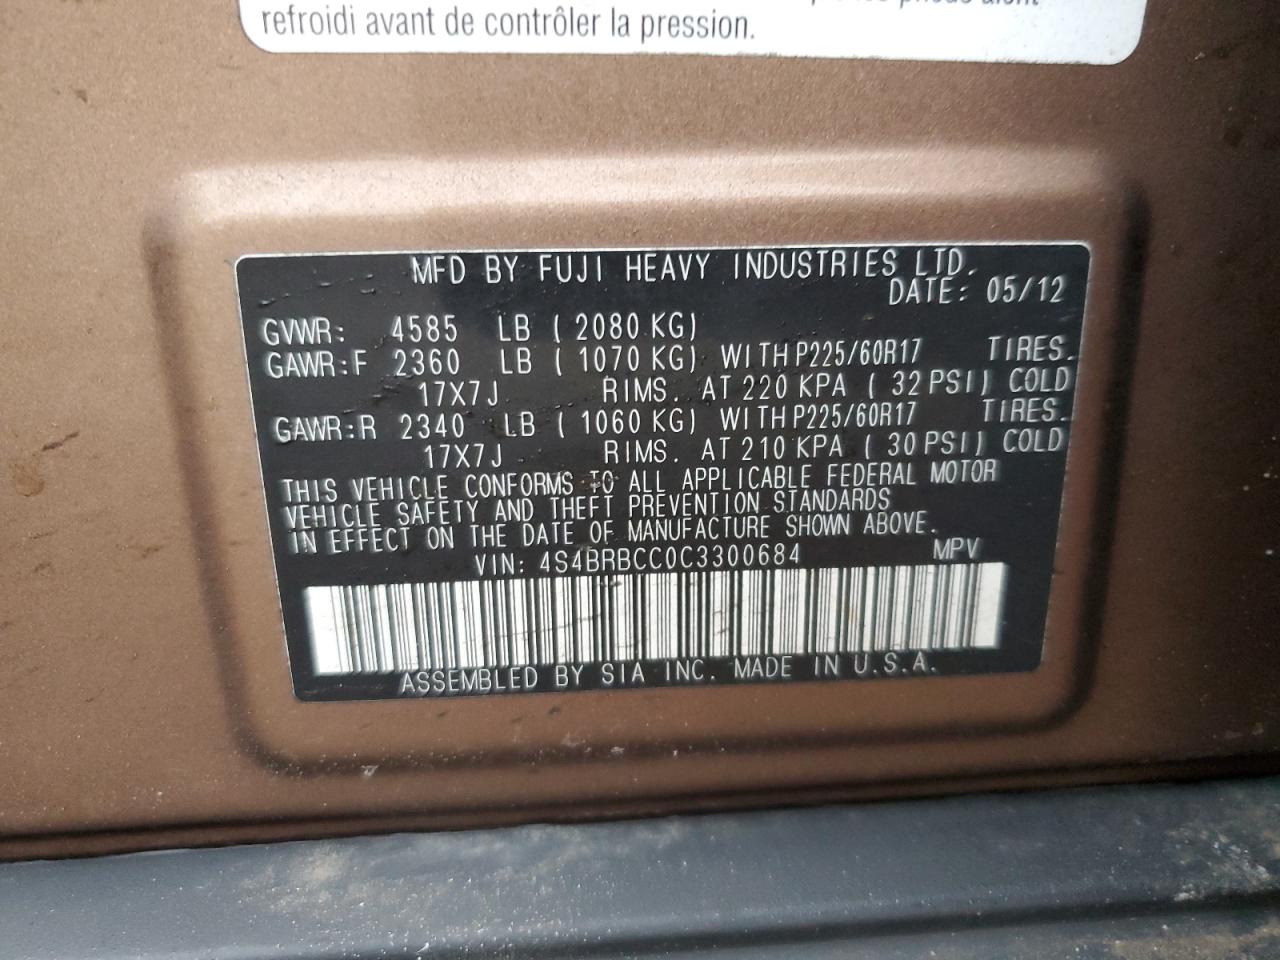 refroidi avant de contrôler la pression.
MFD BY FUJI HEAVY INDUSTRIES LTD.
DATE: 05/12
GVWR: 4585 LB ( 2080 KG)
GAWR:F 2360 LB ( 1070 KG) WITH P225/60R17 TIRES.
17X7J RIMS. AT 220 KPA ( 32 PSI) COLD
GAWR:R 2340 LB ( 1060 KG) WITH P225/60R17 TIRES.
17X7J RIMS. AT 210 KPA ( 30 PSI) COLD
THIS VEHICLE CONFORMS TO ALL APPLICABLE FEDERAL MOTOR
VEHICLE SAFETY AND THEFT PREVENTION STANDARDS
IN EFFECT ON THE DATE OF MANUFACTURE SHOWN ABOVE.
VIN: 4S4BRBCC0C3300684 MPV
ASSEMBLED BY SIA INC. MADE IN U.S.A.